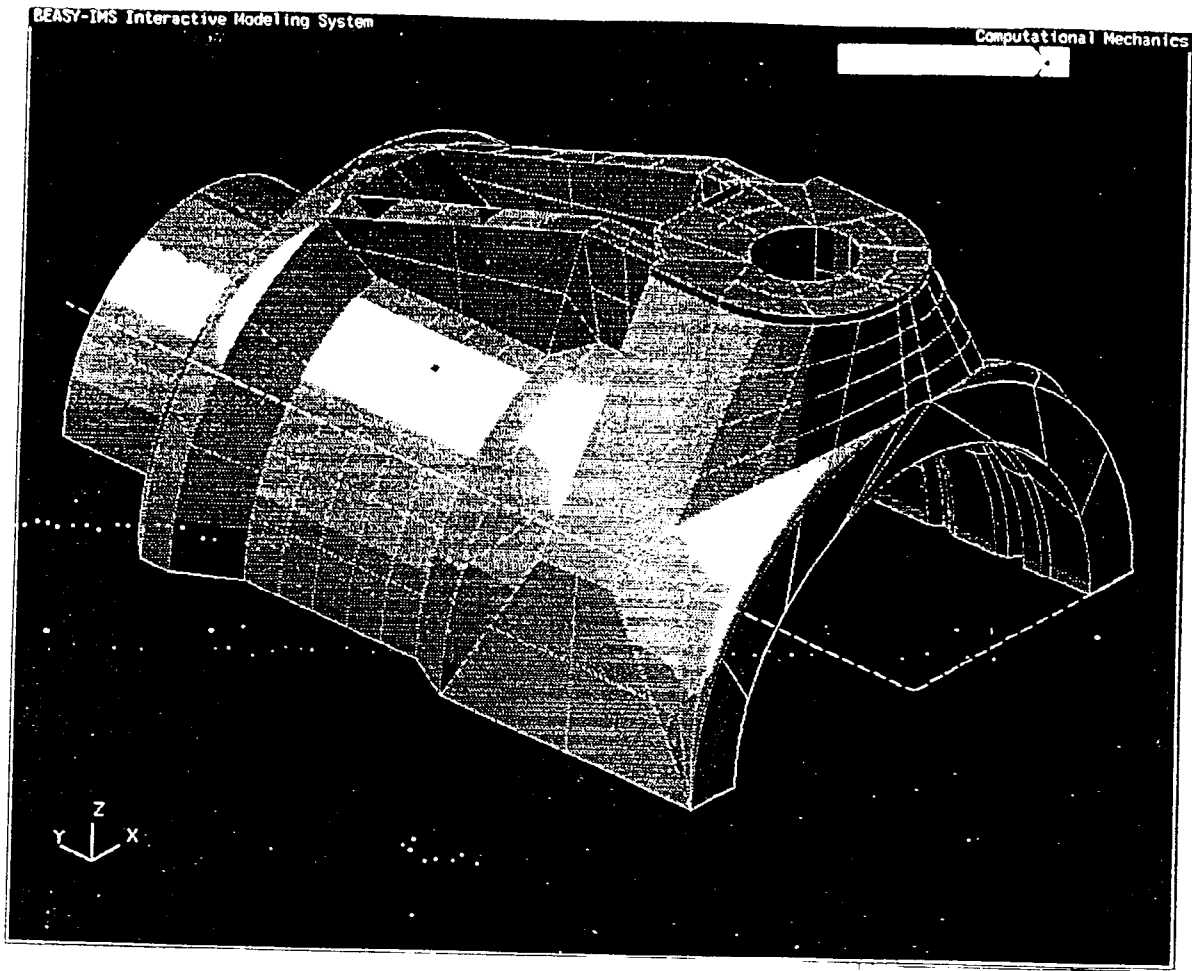 BEASY-IMS Interactive Modeling System
Computational Mechanics
Z
Y X